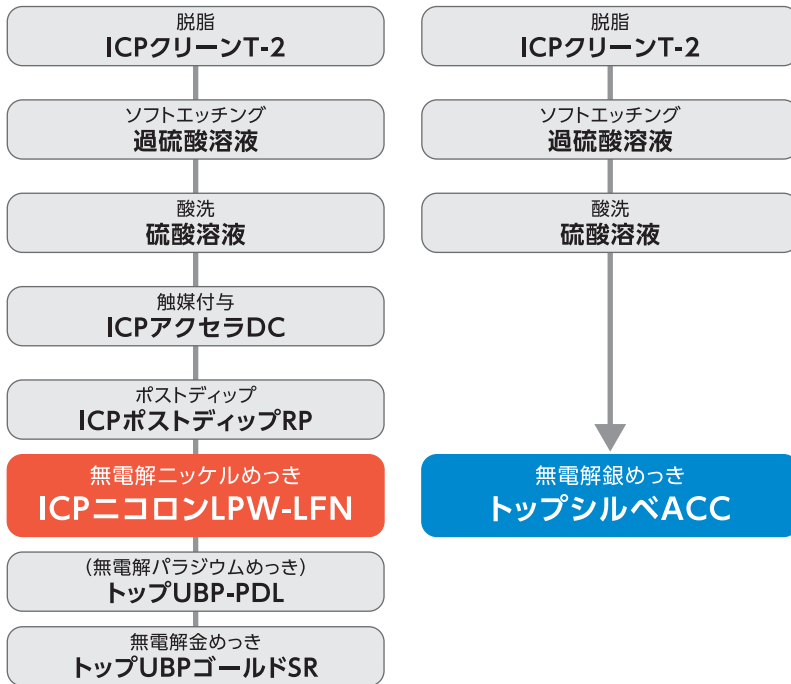 脱脂
ICPクリーンT-2
ソフトエッチング
過硫酸溶液
酸洗
硫酸溶液
触媒付与
ICPアクセラDC
ポストディップ
ICPポストディップRP
無電解ニッケルめっき
ICPニコロンLPW-LFN
(無電解パラジウムめっき)
トップUBP-PDL
無電解金めっき
トップUBPゴールドSR
脱脂
ICPクリーンT-2
ソフトエッチング
過硫酸溶液
酸洗
硫酸溶液
無電解銀めっき
トップシルベACC